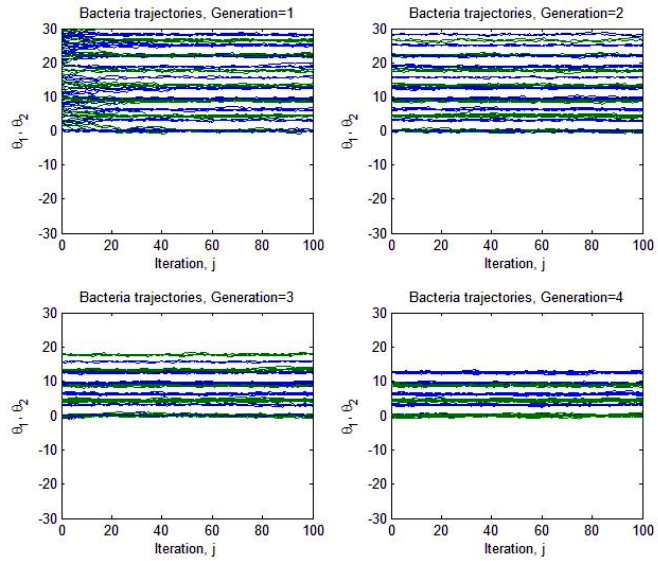 Bacteria trajectories, Generation=1
30
20
10
0
-10
-20
-30
θ₁, θ₂
0 20 40 60 80 100
Iteration, j
Bacteria trajectories, Generation=2
30
20
10
0
-10
-20
-30
θ₁, θ₂
0 20 40 60 80 100
Iteration, j
Bacteria trajectories, Generation=3
30
20
10
0
-10
-20
-30
θ₁, θ₂
0 20 40 60 80 100
Iteration, j
Bacteria trajectories, Generation=4
30
20
10
0
-10
-20
-30
θ₁, θ₂
0 20 40 60 80 100
Iteration, j